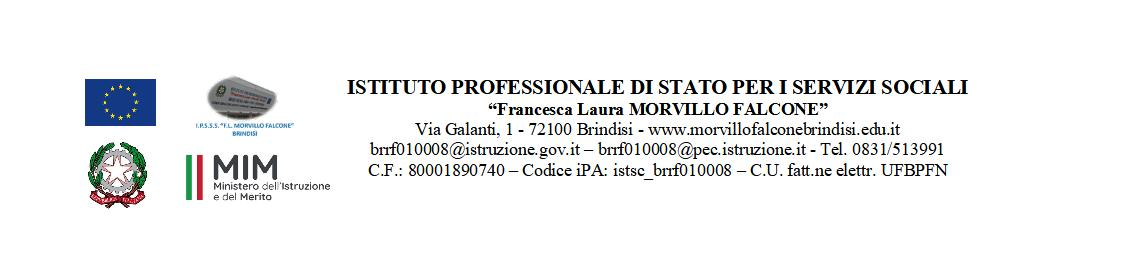 ISTITUTO PROFESSIONALE DI STATO PER I SERVIZI SOCIALI
“Francesca Laura MORVILLO FALCONE”
Via Galanti, 1 - 72100 Brindisi - www.morvillofalconebrindisi.edu.it
brrf010008@istruzione.gov.it – brrf010008@pec.istruzione.it - Tel. 0831/513991
C.F.: 80001890740 – Codice iPA: istsc_brrf010008 – C.U. fatt.ne elettr. UFBPFN
I.P.S.S.S. "F.L. MORVILLO FALCONE"
BRINDISI
MIM
Ministero dell'Istruzione
e del Merito